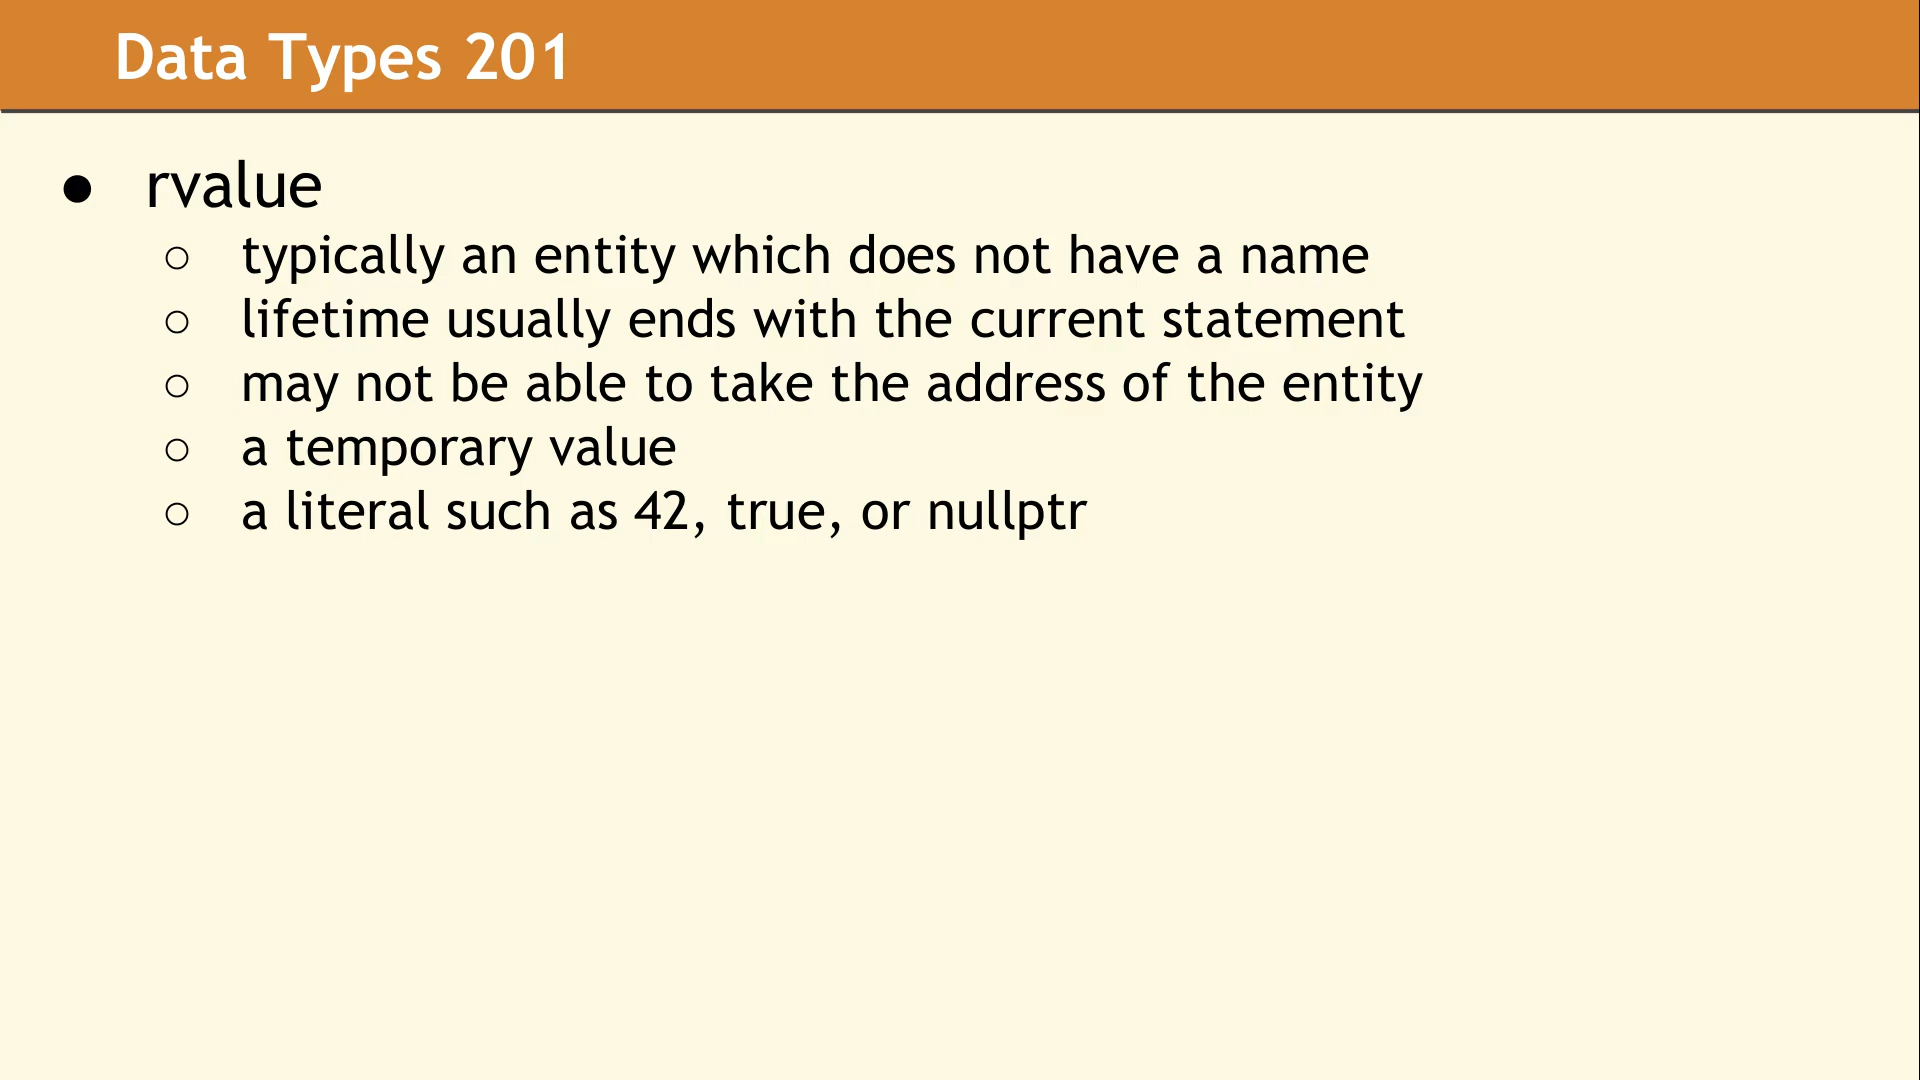 Data Types 201
● rvalue
○ typically an entity which does not have a name
○ lifetime usually ends with the current statement
○ may not be able to take the address of the entity
○ a temporary value
○ a literal such as 42, true, or nullptr